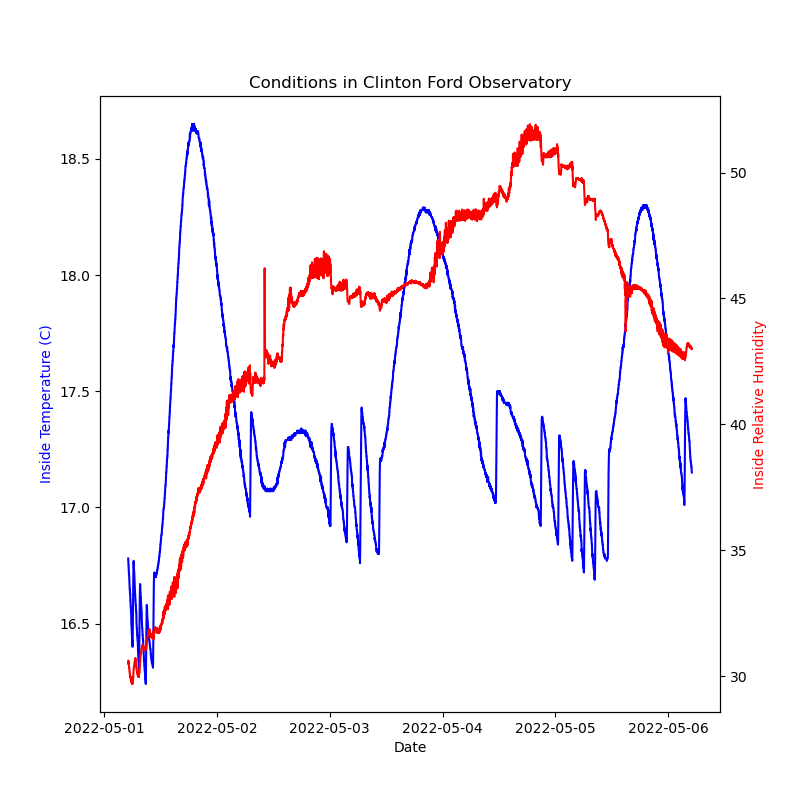 Conditions in Clinton Ford Observatory
18.5
18.0
17.5
17.0
16.5
Inside Temperature (C)
50
45
40
35
30
Inside Relative Humidity
2022-05-01 2022-05-02 2022-05-03 2022-05-04 2022-05-05 2022-05-06
Date